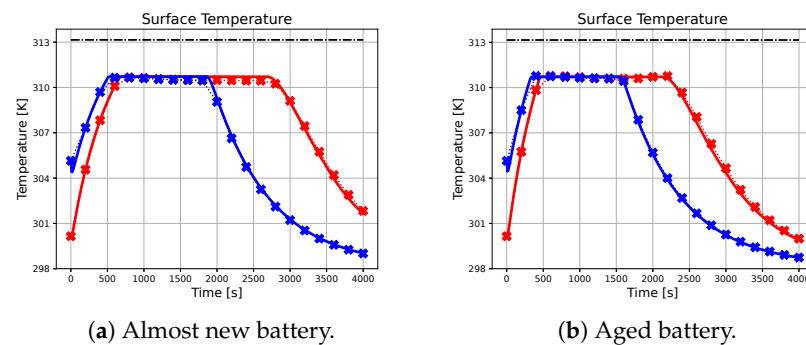 Surface Temperature
313
310
307
304
301
298
Temperature [K]
0 500 1000 1500 2000 2500 3000 3500 4000
Time [s]
(a) Almost new battery.
Surface Temperature
313
310
307
304
301
298
Temperature [K]
0 500 1000 1500 2000 2500 3000 3500 4000
Time [s]
(b) Aged battery.